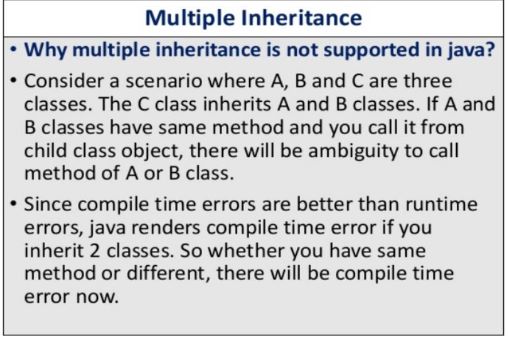 Multiple Inheritance
• Why multiple inheritance is not supported in java?
• Consider a scenario where A, B and C are three
classes. The C class inherits A and B classes. If A and
B classes have same method and you call it from
child class object, there will be ambiguity to call
method of A or B class.
• Since compile time errors are better than runtime
errors, java renders compile time error if you
inherit 2 classes. So whether you have same
method or different, there will be compile time
error now.